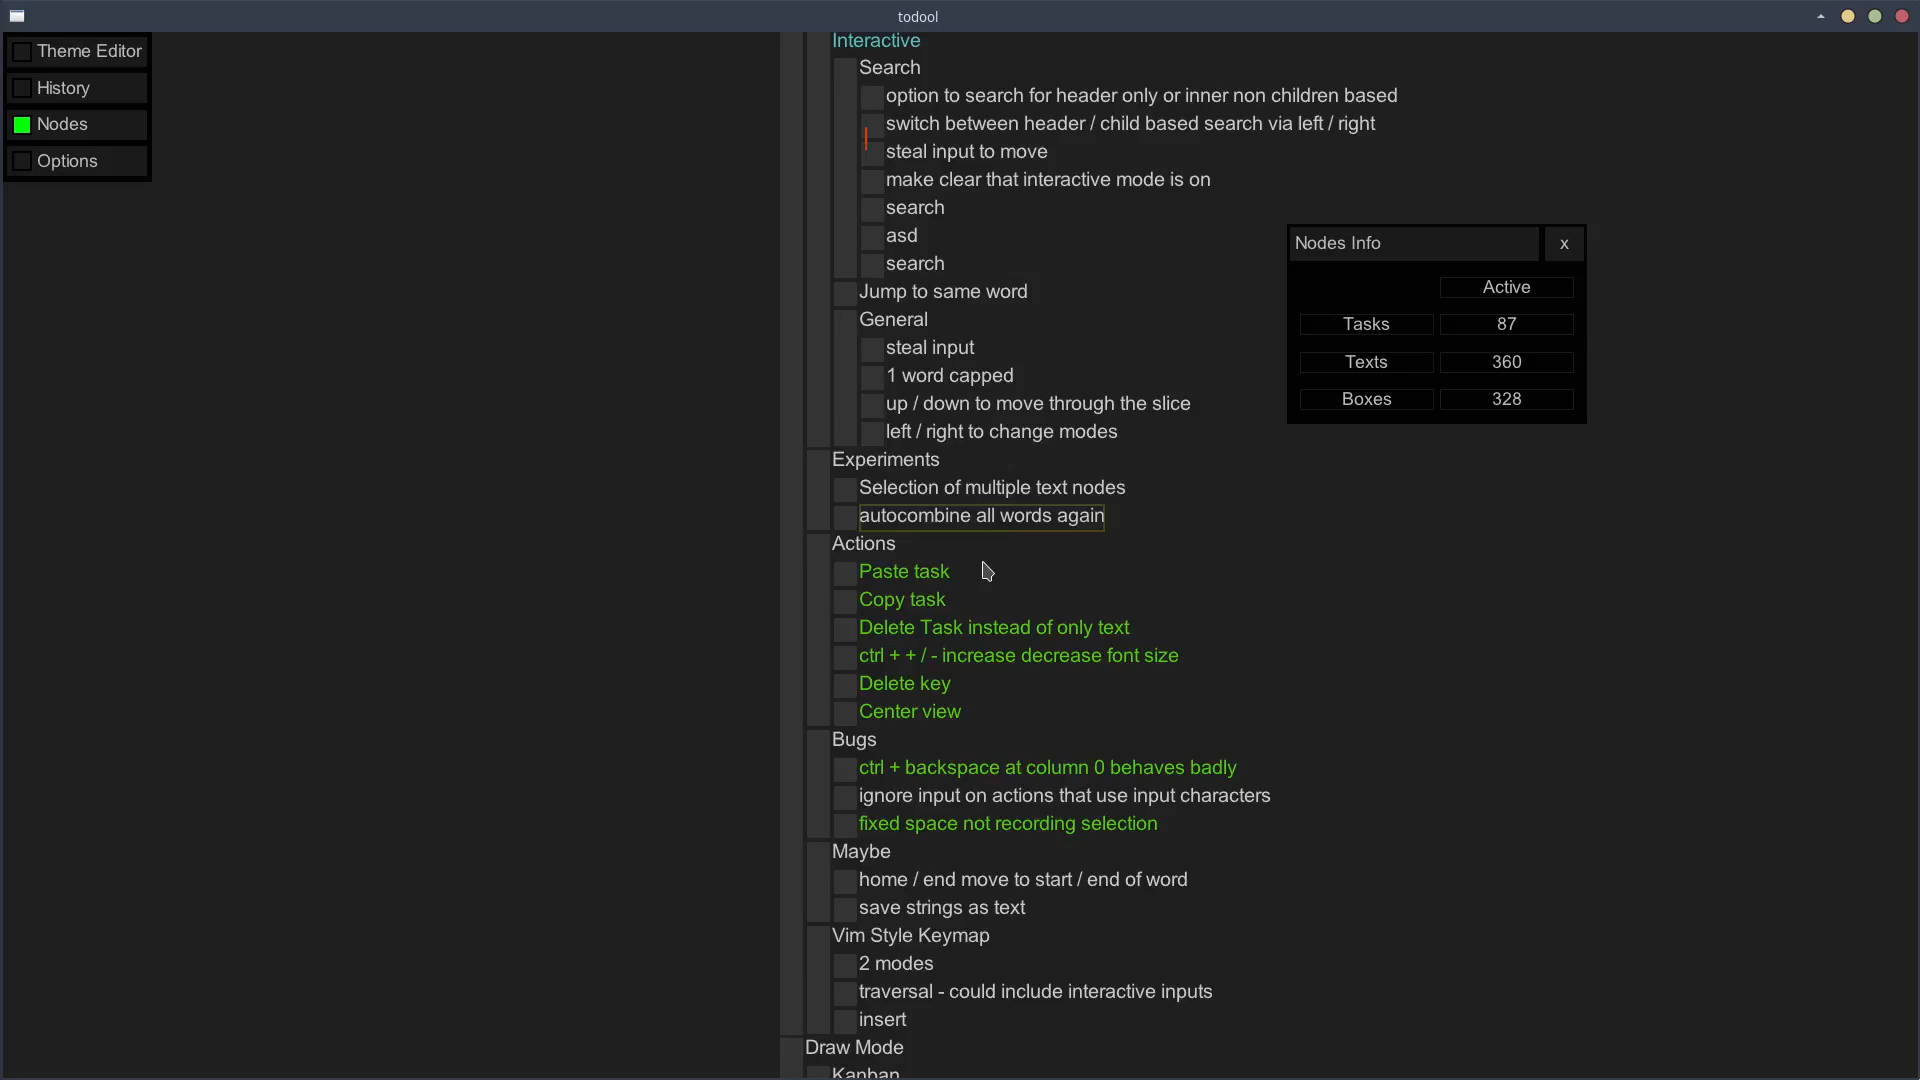 todool
Theme Editor
History
Nodes
Options
Interactive
Search
option to search for header only or inner non children based
switch between header / child based search via left / right
steal input to move
make clear that interactive mode is on
search
asd
search
Jump to same word
General
steal input
1 word capped
up / down to move through the slice
left / right to change modes
Experiments
Selection of multiple text nodes
autocombine all words again
Actions
Paste task
Copy task
Delete Task instead of only text
ctrl + + / - increase decrease font size
Delete key
Center view
Bugs
ctrl + backspace at column 0 behaves badly
ignore input on actions that use input characters
fixed space not recording selection
Maybe
home / end move to start / end of word
save strings as text
Vim Style Keymap
2 modes
traversal - could include interactive inputs
insert
Draw Mode
Kanban
Nodes Info x
Active
Tasks 87
Texts 360
Boxes 328